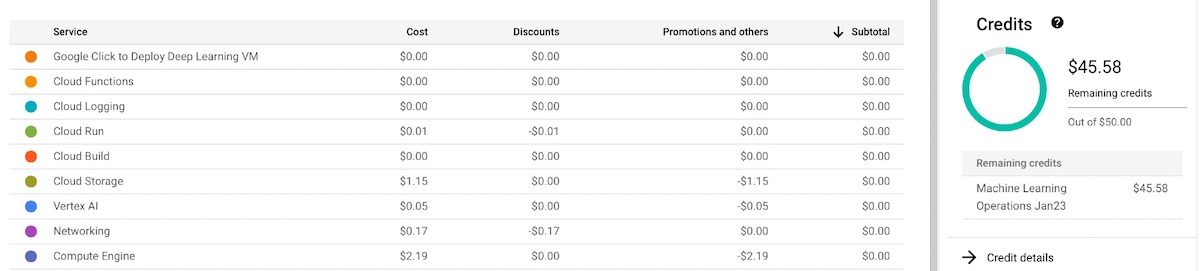 Service Cost Discounts Promotions and others ↓ Subtotal
Google Click to Deploy Deep Learning VM $0.00 $0.00 $0.00 $0.00
Cloud Functions $0.00 $0.00 $0.00 $0.00
Cloud Logging $0.00 $0.00 $0.00 $0.00
Cloud Run $0.01 -$0.01 $0.00 $0.00
Cloud Build $0.00 $0.00 $0.00 $0.00
Cloud Storage $1.15 $0.00 -$1.15 $0.00
Vertex AI $0.05 $0.00 -$0.05 $0.00
Networking $0.17 -$0.17 $0.00 $0.00
Compute Engine $2.19 $0.00 -$2.19 $0.00
Credits ?
$45.58
Remaining credits
Out of $50.00
Remaining credits
Machine Learning $45.58
Operations Jan23
→ Credit details